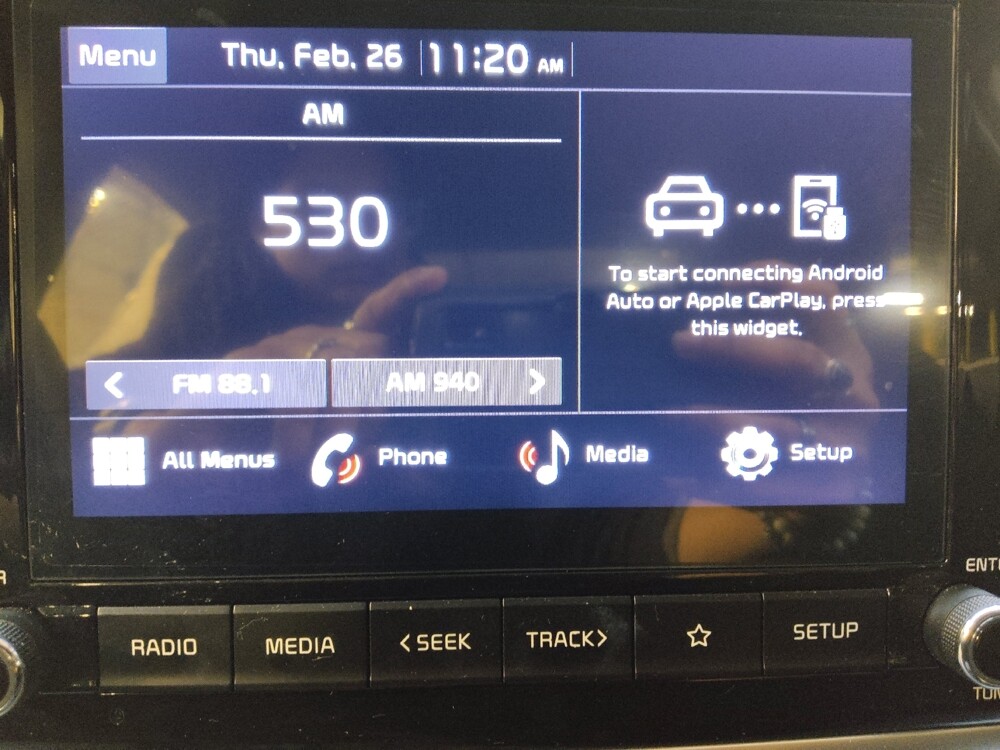 Menu
Thu. Feb. 26 11:20 AM
AM
530
To start connecting Android
Auto or Apple CarPlay, press
this widget.
FM 88.1
AM 940
All Menus
Phone
Media
Setup
RADIO
MEDIA
SEEK
TRACK
SETUP